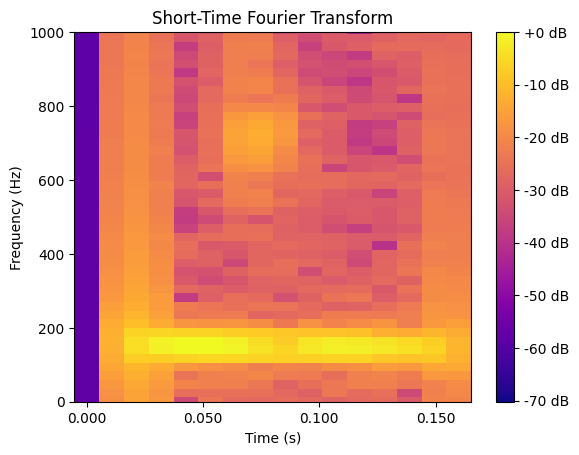 Short-Time Fourier Transform
1000
800
600
400
200
0
Frequency (Hz)
0.000
0.050
0.100
0.150
Time (s)
+0 dB
-10 dB
-20 dB
-30 dB
-40 dB
-50 dB
-60 dB
-70 dB